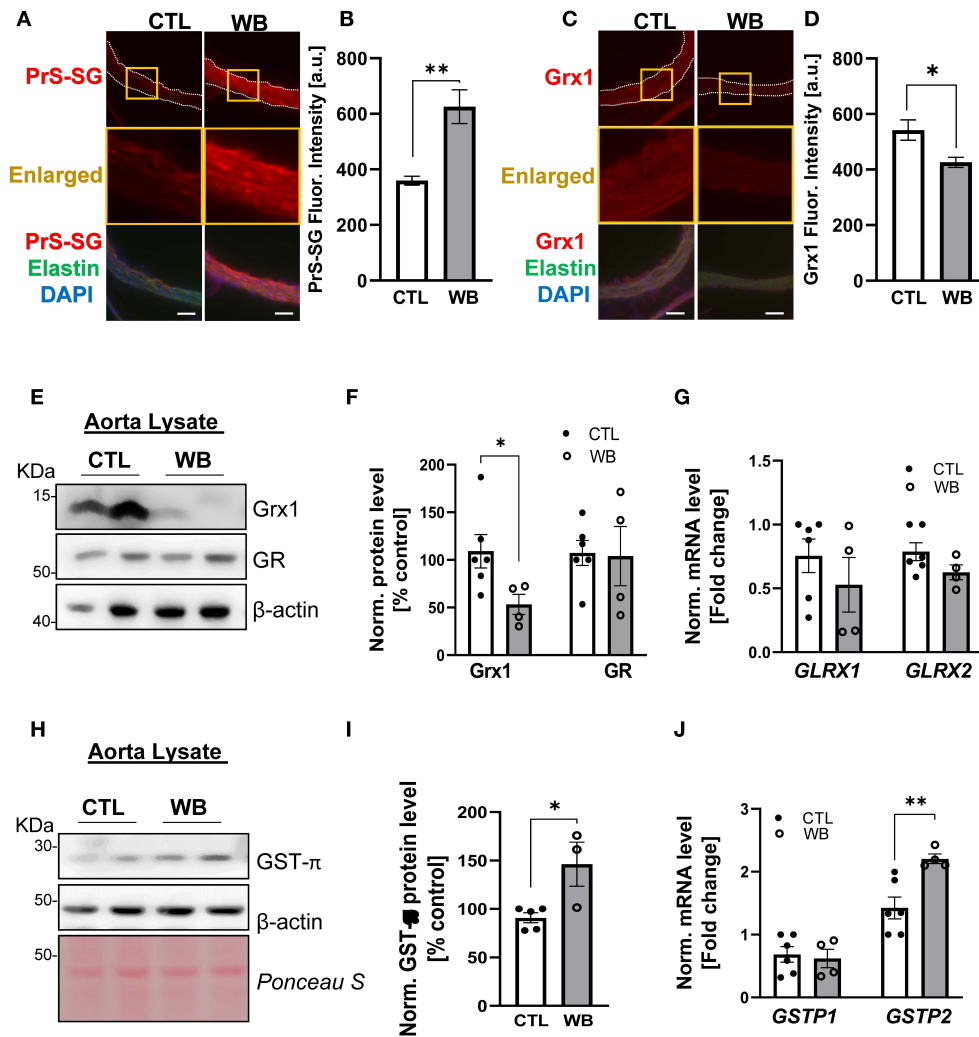 A
CTL
WB
PrS-SG
Enlarged
PrS-SG
Elastin
DAPI
B
PrS-SG Fluor. Intensity [a.u.]
800
600
400
200
0
**
CTL
WB
C
CTL
WB
Grx1
Enlarged
Grx1
Elastin
DAPI
D
Grx1 Fluor. Intensity [a.u.]
800
600
400
200
0
*
CTL
WB
E
Aorta Lysate
CTL
WB
KDa
15-
Grx1
GR
50-
β-actin
40-
F
CTL
WB
Norm. protein level
[% control]
200
150
100
50
0
*
Grx1
GR
G
CTL
WB
Norm. mRNA level
[Fold change]
1.5
1.0
0.5
0.0
GLRX1
GLRX2
H
Aorta Lysate
CTL
WB
KDa
30-
GST-π
50-
β-actin
50-
Ponceau S
I
Norm. GST- protein level
[% control]
200
150
100
50
0
*
CTL
WB
J
CTL
WB
Norm. mRNA level
[Fold change]
3
2
1
0
**
GSTP1
GSTP2